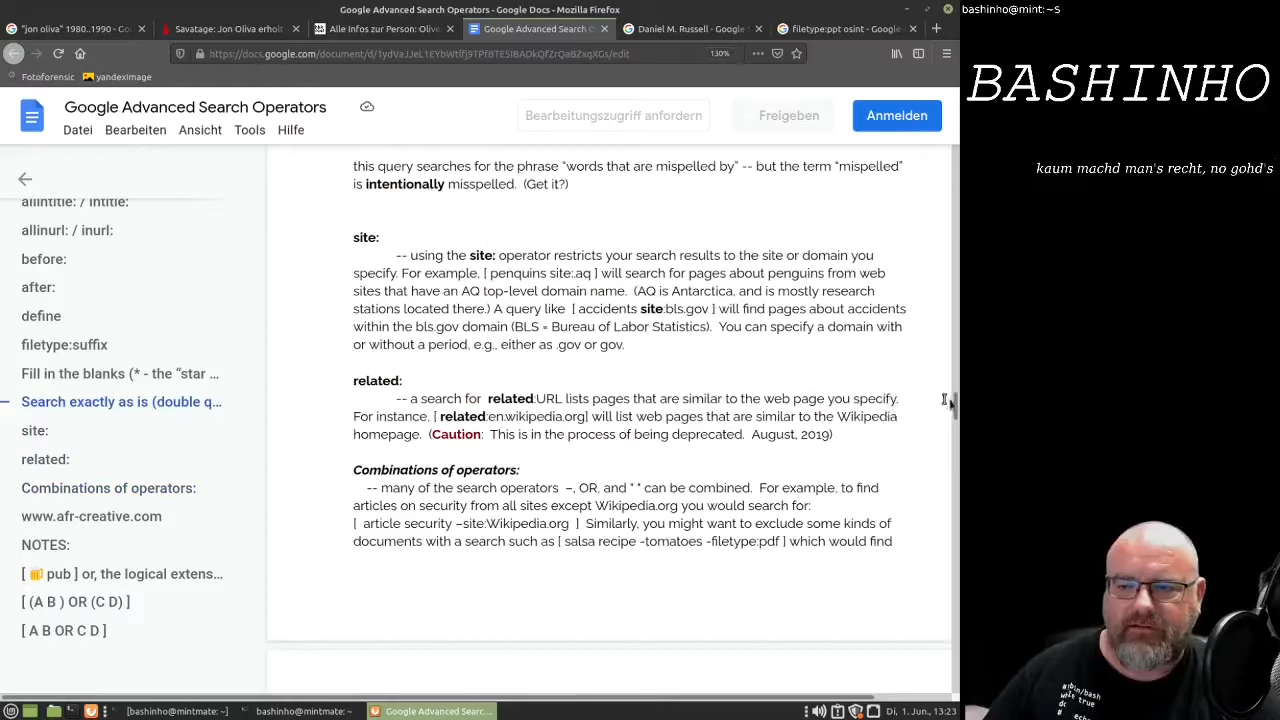 Google Advanced Search Operators - Google Docs - Mozilla Firefox
bashinho@mint:~$
"jon oliva" 1980..1990 - Go
Savatage: Jon Oliva erholt
Alle Infos zur Person: Olive
Google Advanced Search O
Daniel M. Russell - Google S
filetype:ppt osint - Google
130%
Fotoforensic
yandexImage
BASHINHO
kaum machd man's recht, no gohd's
Google Advanced Search Operators
Datei Bearbeiten Ansicht Tools Hilfe
Bearbeitungszugriff anfordern
Freigeben
Anmelden
allintitle: / intitle:
allinurl: / inurl:
before:
after:
define
filetype:suffix
Fill in the blanks (* - the “star ...
Search exactly as is (double q...
site:
related:
Combinations of operators:
www.afr-creative.com
NOTES:
[ 🍺 pub ] or, the logical extens...
[ (A B ) OR (C D) ]
[ A B OR C D ]
this query searches for the phrase “words that are mispelled by” -- but the term “mispelled”
is intentionally misspelled. (Get it?)
site:
-- using the site: operator restricts your search results to the site or domain you
specify. For example, [ penquins site:.aq ] will search for pages about penguins from web
sites that have an AQ top-level domain name. (AQ is Antarctica, and is mostly research
stations located there.) A query like [ accidents site:bls.gov ] will find pages about accidents
within the bls.gov domain (BLS = Bureau of Labor Statistics). You can specify a domain with
or without a period, e.g., either as .gov or gov.
related:
-- a search for related:URL lists pages that are similar to the web page you specify.
For instance, [ related:en.wikipedia.org] will list web pages that are similar to the Wikipedia
homepage. (Caution: This is in the process of being deprecated. August, 2019)
Combinations of operators:
-- many of the search operators –, OR, and " " can be combined. For example, to find
articles on security from all sites except Wikipedia.org you would search for:
[ article security –site:Wikipedia.org ] Similarly, you might want to exclude some kinds of
documents with a search such as [ salsa recipe -tomatoes -filetype:pdf ] which would find
#!/bin/bash
while true
do
# echo
[bashinho@mintmate:~]
bashinho@mintmate: ~
Google Advanced Searc...
Di, 1. Jun., 13:23